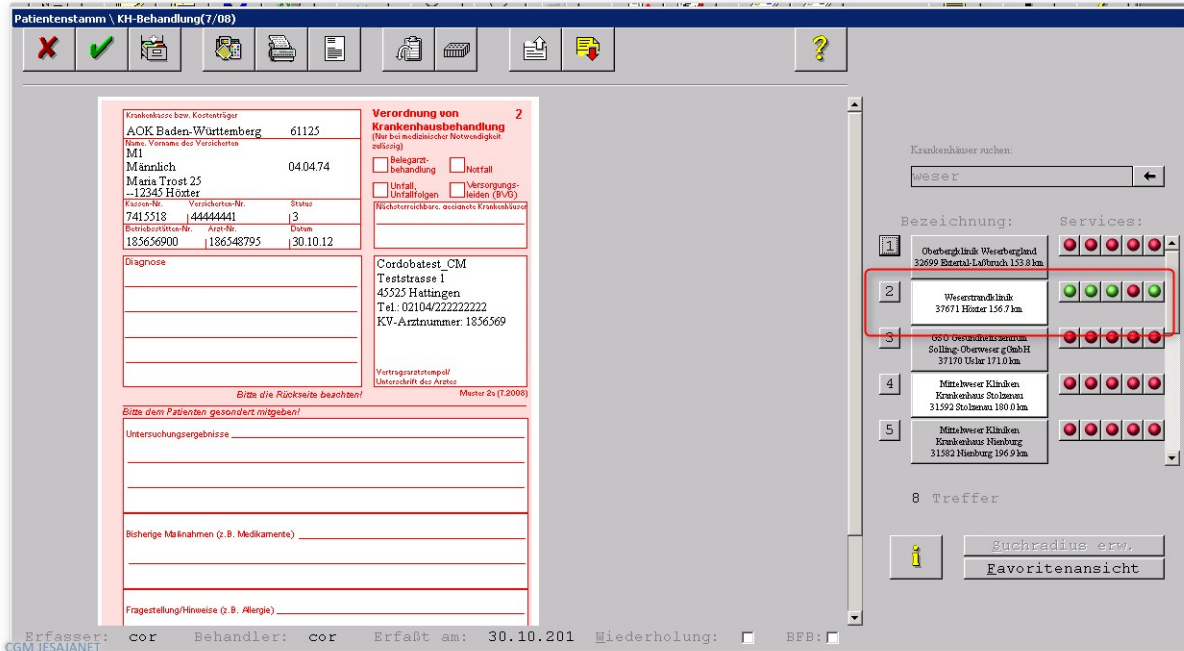 Patientenstamm \ KH-Behandlung(7/08)
Krankenkasse bzw. Kostenträger
AOK Baden-Württemberg 61125
Name, Vorname des Versicherten
M1
Männlich 04.04.74
Maria Trost 25
--12345 Höxter
Kassen-Nr. Versicherten-Nr. Status
7415518 44444441 3
Betriebsstätten-Nr. Arzt-Nr. Datum
185656900 186548795 30.10.12
Verordnung von 2
Krankenhausbehandlung
(Nur bei medizinischer Notwendigkeit
zulässig)
Belegarzt-
behandlung Notfall
Unfall, Versorgungs-
Unfallfolgen leiden (BVG)
Nächsterreichbare, geeignete Krankenhäuser
Diagnose
Cordobatest_CM
Teststrasse 1
45525 Hattingen
Tel.: 02104/222222222
KV-Arztnummer: 1856569
Vertragsarztstempel/
Unterschrift des Arztes
Bitte die Rückseite beachten! Muster 2a (7.2008)
Bitte dem Patienten gesondert mitgeben!
Untersuchungsergebnisse
Bisherige Maßnahmen (z.B. Medikamente)
Fragestellung/Hinweise (z.B. Allergie)
Krankenhäuser suchen:
weser
Bezeichnung: Services:
1 Oberbergklinik Weserbergland
32699 Extertal-Laßbruch 153.8 km
2 Weserstrandklinik
37671 Höxter 156.7 km
3 GSO Gesundheitszentrum
Solling-Oberweser gGmbH
37170 Uslar 171.0 km
4 Mittelweser Kliniken
Krankenhaus Stolzenau
31592 Stolzenau 180.0 km
5 Mittelweser Kliniken
Krankenhaus Nienburg
31582 Nienburg 196.9 km
8 Treffer
Suchradius erw.
Favoritenansicht
Erfasser: cor Behandler: cor Erfaßt am: 30.10.201 Wiederholung: BFB:
CGM JESAJANET